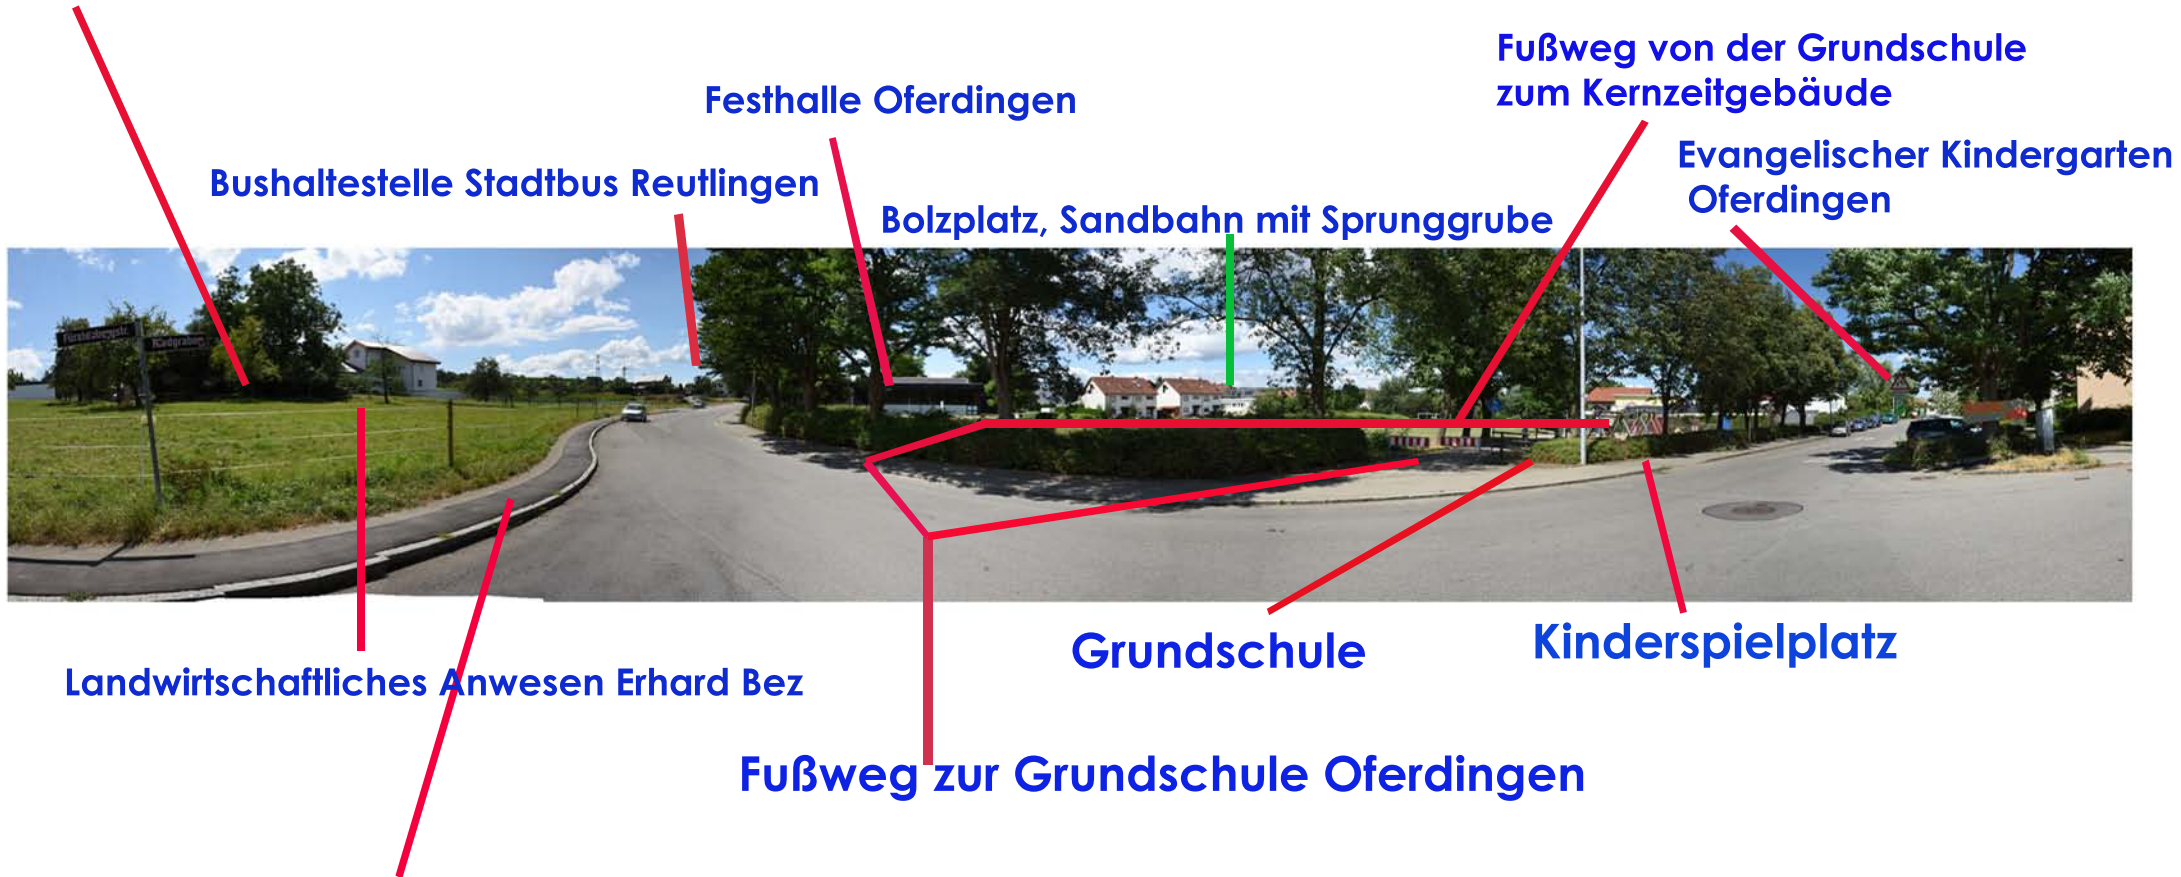 Fußweg von der Grundschule
zum Kernzeitgebäude
Festhalle Oferdingen
Evangelischer Kindergarten
Oferdingen
Bushaltestelle Stadtbus Reutlingen
Bolzplatz, Sandbahn mit Sprunggrube
Grundschule
Kinderspielplatz
Landwirtschaftliches Anwesen Erhard Bez
Fußweg zur Grundschule Oferdingen